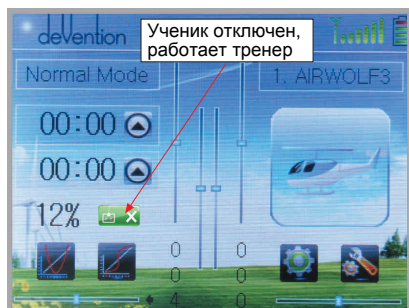 devention
Ученик отключен,
работает тренер
Normal Mode
1. AIRWOLF3
00:00
00:00
12%
0
0
0
0
4
0